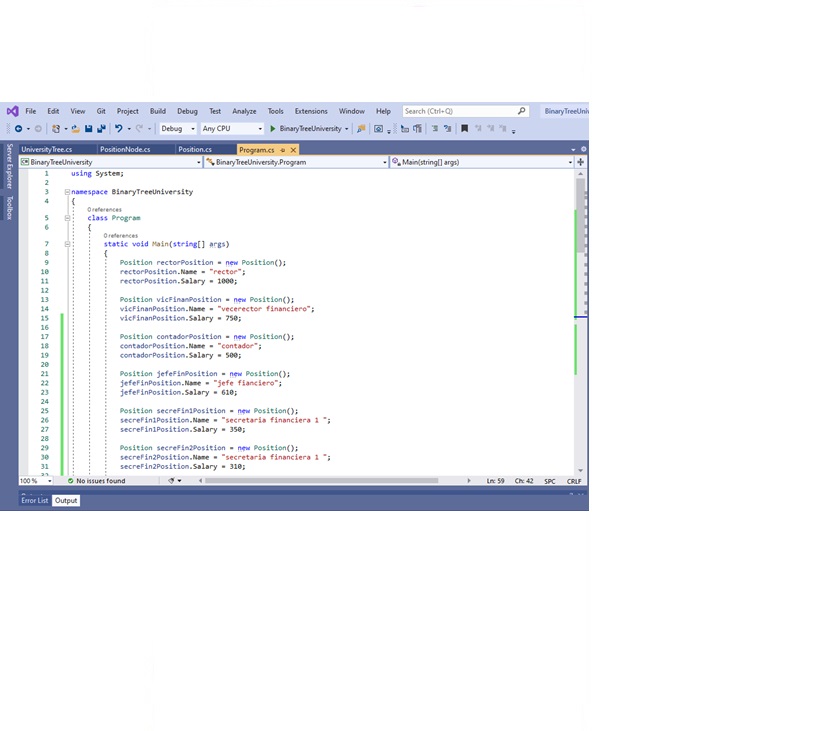 File Edit View Git Project Build Debug Test Analyze Tools Extensions Window Help Search (Ctrl+Q) BinaryTreeUniv
Debug Any CPU BinaryTreeUniversity
Server Explorer
Toolbox
UniversityTree.cs PositionNode.cs Position.cs Program.cs
BinaryTreeUniversity BinaryTreeUniversity.Program Main(string[] args)
1 using System;
2
3 namespace BinaryTreeUniversity
4 {
0 references
5 class Program
6 {
0 references
7 static void Main(string[] args)
8 {
9 Position rectorPosition = new Position();
10 rectorPosition.Name = "rector";
11 rectorPosition.Salary = 1000;
12
13 Position vicFinanPosition = new Position();
14 vicFinanPosition.Name = "vecerector financiero";
15 vicFinanPosition.Salary = 750;
16
17 Position contadorPosition = new Position();
18 contadorPosition.Name = "contador";
19 contadorPosition.Salary = 500;
20
21 Position jefeFinPosition = new Position();
22 jefeFinPosition.Name = "jefe fianciero";
23 jefeFinPosition.Salary = 610;
24
25 Position secreFin1Position = new Position();
26 secreFin1Position.Name = "secretaria financiera 1 ";
27 secreFin1Position.Salary = 350;
28
29 Position secreFin2Position = new Position();
30 secreFin2Position.Name = "secretaria financiera 1 ";
31 secreFin2Position.Salary = 310;
100 % No issues found Ln: 59 Ch: 42 SPC CRLF
Error List Output